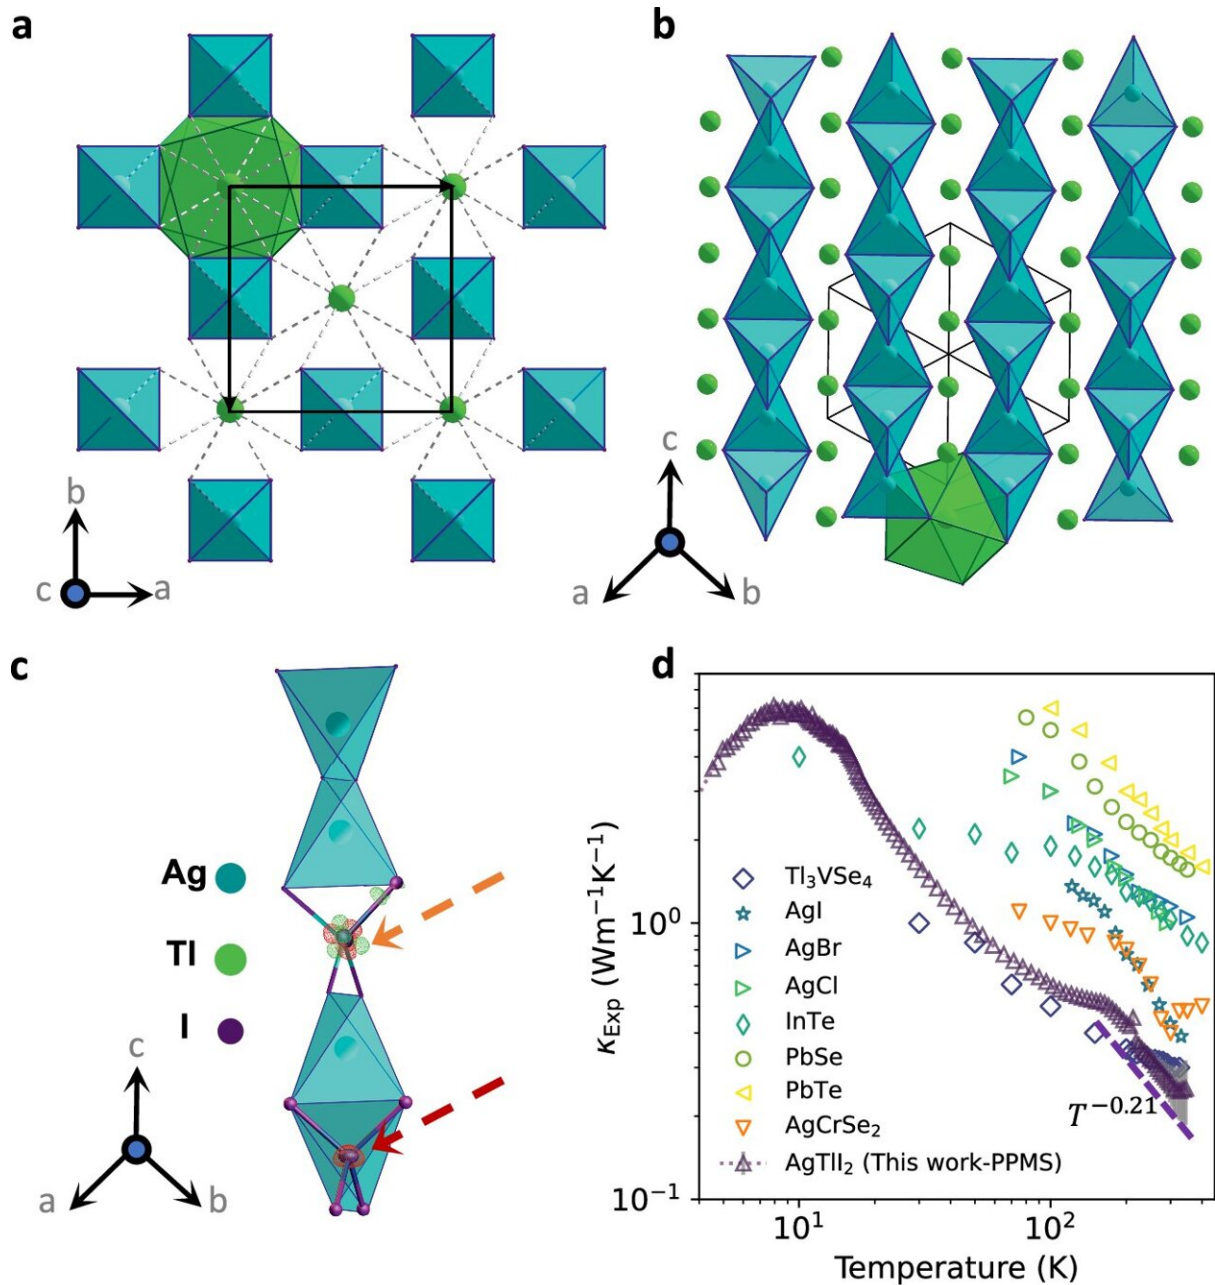 a
b
b
c
a
c
a
b
c
d
Ag
Tl
I
c
a
b
κExp (Wm⁻¹K⁻¹)
10⁰
10⁻¹
Tl₃VSe₄
AgI
AgBr
AgCl
InTe
PbSe
PbTe
AgCrSe₂
AgTlI₂ (This work-PPMS)
T⁻⁰·²¹
10¹
10²
Temperature (K)